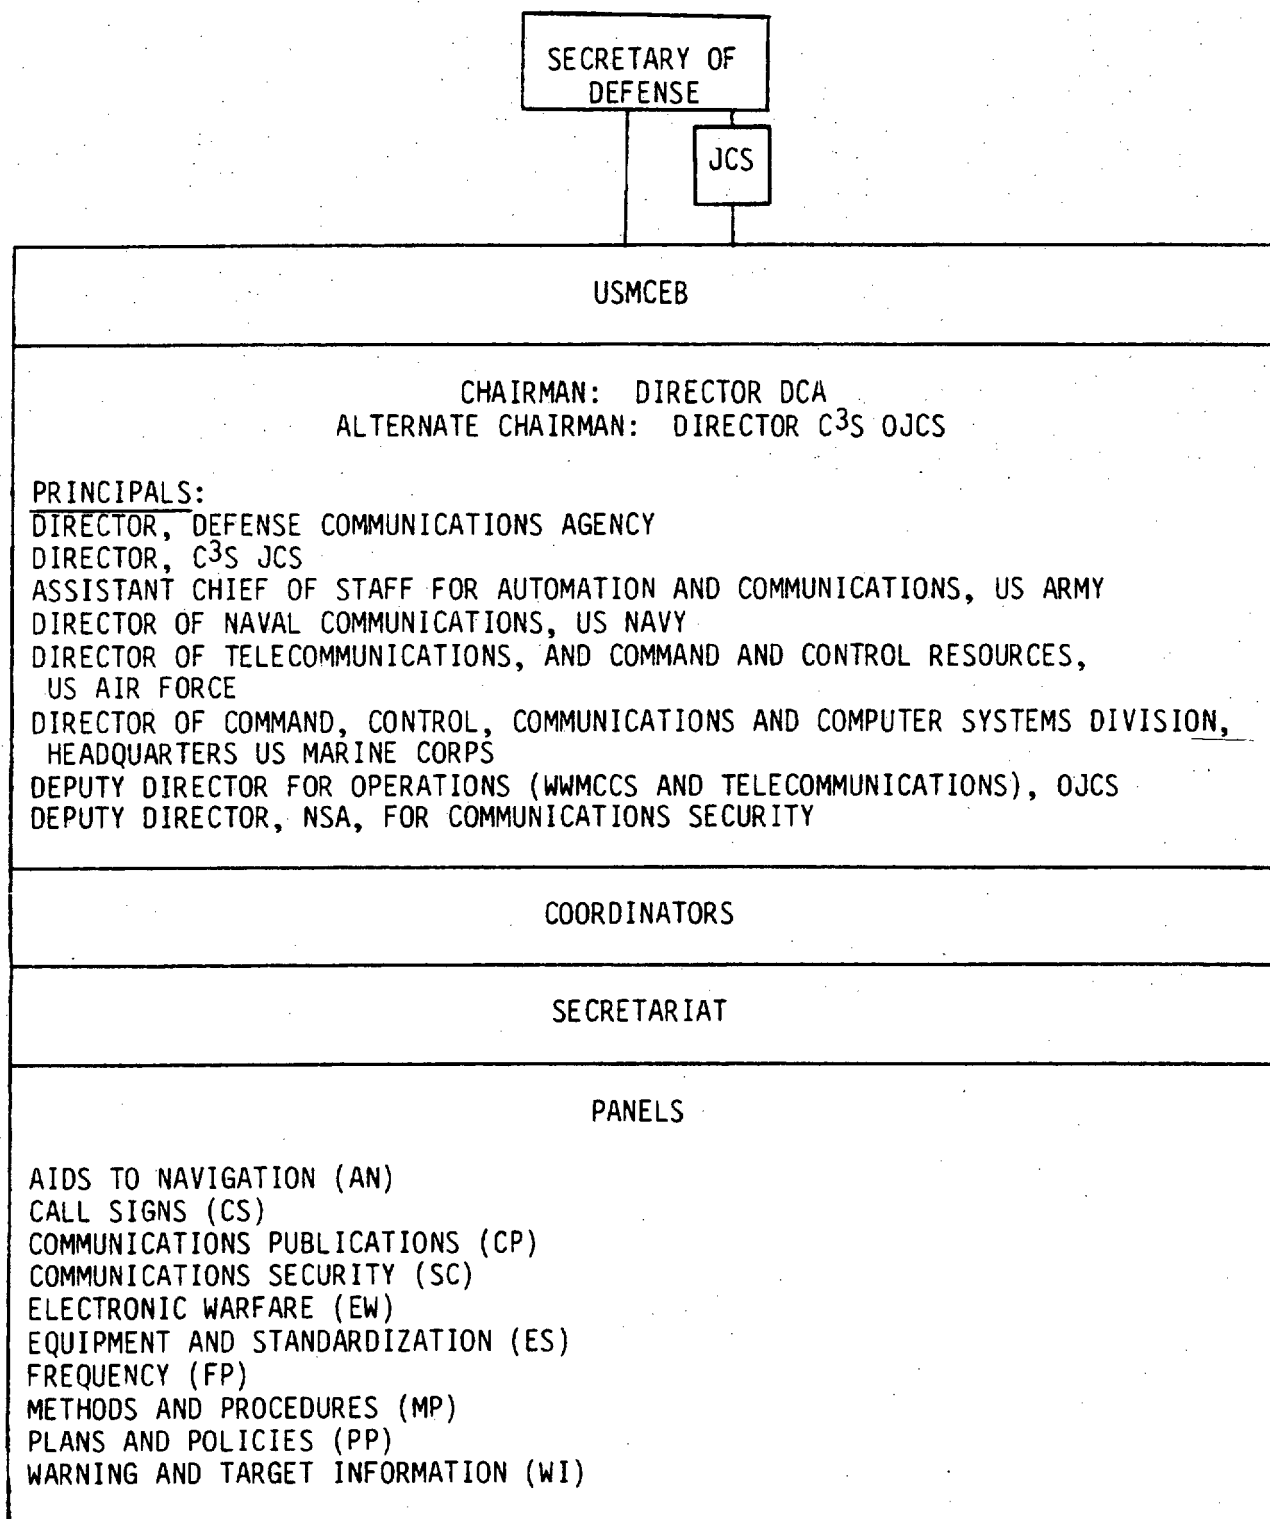 SECRETARY OF
DEFENSE
JCS
USMCEB
CHAIRMAN: DIRECTOR DCA
ALTERNATE CHAIRMAN: DIRECTOR C³S OJCS
PRINCIPALS:
DIRECTOR, DEFENSE COMMUNICATIONS AGENCY
DIRECTOR, C³S JCS
ASSISTANT CHIEF OF STAFF FOR AUTOMATION AND COMMUNICATIONS, US ARMY
DIRECTOR OF NAVAL COMMUNICATIONS, US NAVY
DIRECTOR OF TELECOMMUNICATIONS, AND COMMAND AND CONTROL RESOURCES,
US AIR FORCE
DIRECTOR OF COMMAND, CONTROL, COMMUNICATIONS AND COMPUTER SYSTEMS DIVISION,
HEADQUARTERS US MARINE CORPS
DEPUTY DIRECTOR FOR OPERATIONS (WWMCCS AND TELECOMMUNICATIONS), OJCS
DEPUTY DIRECTOR, NSA, FOR COMMUNICATIONS SECURITY
COORDINATORS
SECRETARIAT
PANELS
AIDS TO NAVIGATION (AN)
CALL SIGNS (CS)
COMMUNICATIONS PUBLICATIONS (CP)
COMMUNICATIONS SECURITY (SC)
ELECTRONIC WARFARE (EW)
EQUIPMENT AND STANDARDIZATION (ES)
FREQUENCY (FP)
METHODS AND PROCEDURES (MP)
PLANS AND POLICIES (PP)
WARNING AND TARGET INFORMATION (WI)